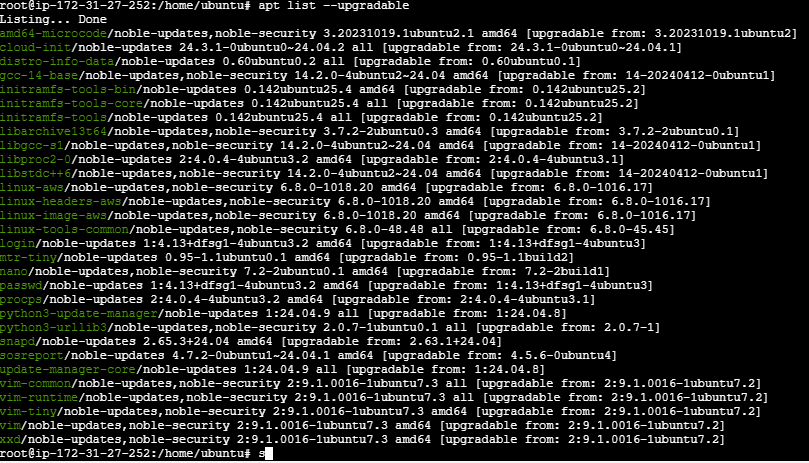 root@ip-172-31-27-252:/home/ubuntu# apt list --upgradable
Listing... Done
amd64-microcode/noble-updates,noble-security 3.20231019.1ubuntu2.1 amd64 [upgradable from: 3.20231019.1ubuntu2]
cloud-init/noble-updates 24.3.1-0ubuntu0~24.04.2 all [upgradable from: 24.3.1-0ubuntu0~24.04.1]
distro-info-data/noble-updates 0.60ubuntu0.2 all [upgradable from: 0.60ubuntu0.1]
gcc-14-base/noble-updates,noble-security 14.2.0-4ubuntu2~24.04 amd64 [upgradable from: 14-20240412-0ubuntu1]
initramfs-tools-bin/noble-updates 0.142ubuntu25.4 amd64 [upgradable from: 0.142ubuntu25.2]
initramfs-tools-core/noble-updates 0.142ubuntu25.4 all [upgradable from: 0.142ubuntu25.2]
initramfs-tools/noble-updates 0.142ubuntu25.4 all [upgradable from: 0.142ubuntu25.2]
libarchive13t64/noble-updates,noble-security 3.7.2-2ubuntu0.3 amd64 [upgradable from: 3.7.2-2ubuntu0.1]
libgcc-s1/noble-updates,noble-security 14.2.0-4ubuntu2~24.04 amd64 [upgradable from: 14-20240412-0ubuntu1]
libproc2-0/noble-updates 2:4.0.4-4ubuntu3.2 amd64 [upgradable from: 2:4.0.4-4ubuntu3.1]
libstdc++6/noble-updates,noble-security 14.2.0-4ubuntu2~24.04 amd64 [upgradable from: 14-20240412-0ubuntu1]
linux-aws/noble-updates,noble-security 6.8.0-1018.20 amd64 [upgradable from: 6.8.0-1016.17]
linux-headers-aws/noble-updates,noble-security 6.8.0-1018.20 amd64 [upgradable from: 6.8.0-1016.17]
linux-image-aws/noble-updates,noble-security 6.8.0-1018.20 amd64 [upgradable from: 6.8.0-1016.17]
linux-tools-common/noble-updates,noble-security 6.8.0-48.48 all [upgradable from: 6.8.0-45.45]
login/noble-updates 1:4.13+dfsg1-4ubuntu3.2 amd64 [upgradable from: 1:4.13+dfsg1-4ubuntu3]
mtr-tiny/noble-updates 0.95-1.1ubuntu0.1 amd64 [upgradable from: 0.95-1.1build2]
nano/noble-updates,noble-security 7.2-2ubuntu0.1 amd64 [upgradable from: 7.2-2build1]
passwd/noble-updates 1:4.13+dfsg1-4ubuntu3.2 amd64 [upgradable from: 1:4.13+dfsg1-4ubuntu3]
procps/noble-updates 2:4.0.4-4ubuntu3.2 amd64 [upgradable from: 2:4.0.4-4ubuntu3.1]
python3-update-manager/noble-updates 1:24.04.9 all [upgradable from: 1:24.04.8]
python3-urllib3/noble-updates,noble-security 2.0.7-1ubuntu0.1 all [upgradable from: 2.0.7-1]
snapd/noble-updates 2.65.3+24.04 amd64 [upgradable from: 2.63.1+24.04]
sosreport/noble-updates 4.7.2-0ubuntu1~24.04.1 amd64 [upgradable from: 4.5.6-0ubuntu4]
update-manager-core/noble-updates 1:24.04.9 all [upgradable from: 1:24.04.8]
vim-common/noble-updates,noble-security 2:9.1.0016-1ubuntu7.3 all [upgradable from: 2:9.1.0016-1ubuntu7.2]
vim-runtime/noble-updates,noble-security 2:9.1.0016-1ubuntu7.3 all [upgradable from: 2:9.1.0016-1ubuntu7.2]
vim-tiny/noble-updates,noble-security 2:9.1.0016-1ubuntu7.3 amd64 [upgradable from: 2:9.1.0016-1ubuntu7.2]
vim/noble-updates,noble-security 2:9.1.0016-1ubuntu7.3 amd64 [upgradable from: 2:9.1.0016-1ubuntu7.2]
xxd/noble-updates,noble-security 2:9.1.0016-1ubuntu7.3 amd64 [upgradable from: 2:9.1.0016-1ubuntu7.2]
root@ip-172-31-27-252:/home/ubuntu# s